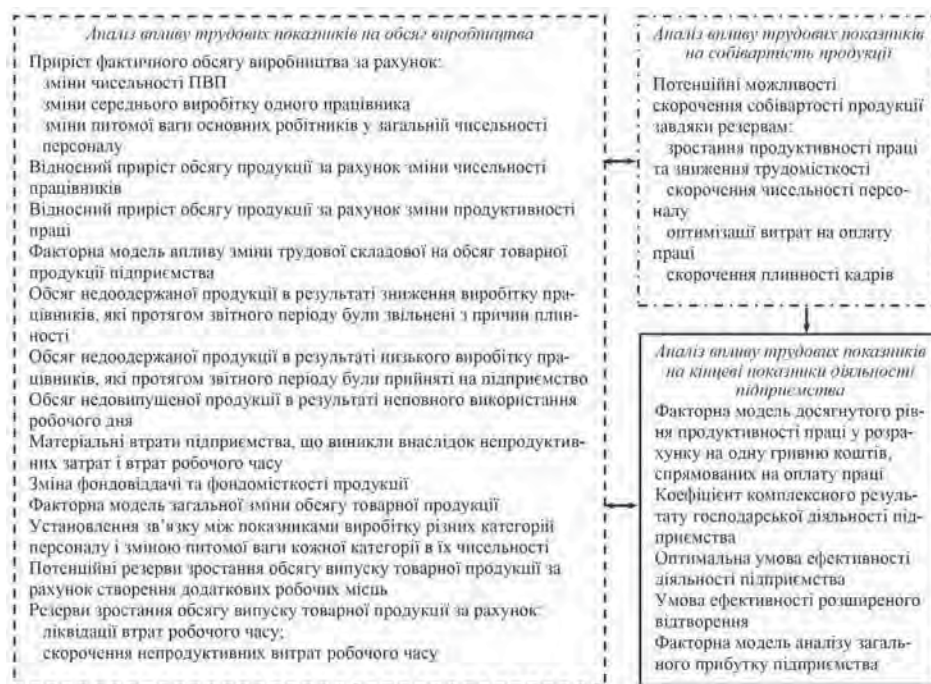 Аналіз впливу трудових показників на обсяг виробництва
Приріст фактичного обсягу виробництва за рахунок:
зміни чисельності ПВП
зміни середнього виробітку одного працівника
зміни питомої ваги основних робітників у загальній чисельності
персоналу
Відносний приріст обсягу продукції за рахунок зміни чисельності
працівників
Відносний приріст обсягу продукції за рахунок зміни продуктивності
праці
Факторна модель впливу зміни трудової складової на обсяг товарної
продукції підприємства
Обсяг недоодержаної продукції в результаті зниження виробітку пра-
цівників, які протягом звітного періоду були звільнені з причин плин-
ності
Обсяг недоодержаної продукції в результаті низького виробітку пра-
цівників, які протягом звітного періоду були прийняті на підприємство
Обсяг недовипущеної продукції в результаті неповного використання
робочого дня
Матеріальні втрати підприємства, що виникли внаслідок непродуктив-
них затрат і втрат робочого часу
Зміна фондовіддачі та фондомісткості продукції
Факторна модель загальної зміни обсягу товарної продукції
Установлення зв’язку між показниками виробітку різних категорій
персоналу і зміною питомої ваги кожної категорії в їх чисельності
Потенційні резерви зростання обсягу випуску товарної продукції за
рахунок створення додаткових робочих місць
Резерви зростання обсягу випуску товарної продукції за рахунок
ліквідації втрат робочого часу;
скорочення непродуктивних витрат робочого часу
Аналіз впливу трудових показників
на собівартість продукції
Потенційні можливості
скорочення собівартості продукції
завдяки резервам:
зростання продуктивності праці
та зниження трудомісткості
скорочення чисельності персо-
налу
оптимізації витрат на оплату
праці
скорочення плинності кадрів
Аналіз впливу трудових показників
на кінцеві показники діяльності
підприємства
Факторна модель досягнутого рів-
ня продуктивності праці у розра-
хунку на одну гривню коштів,
спрямованих на оплату праці
Коефіцієнт комплексного резуль-
тату господарської діяльності під-
приємства
Оптимальна умова ефективності
діяльності підприємства
Умова ефективності розширеного
відтворення
Факторна модель аналізу загаль-
ного прибутку підприємства